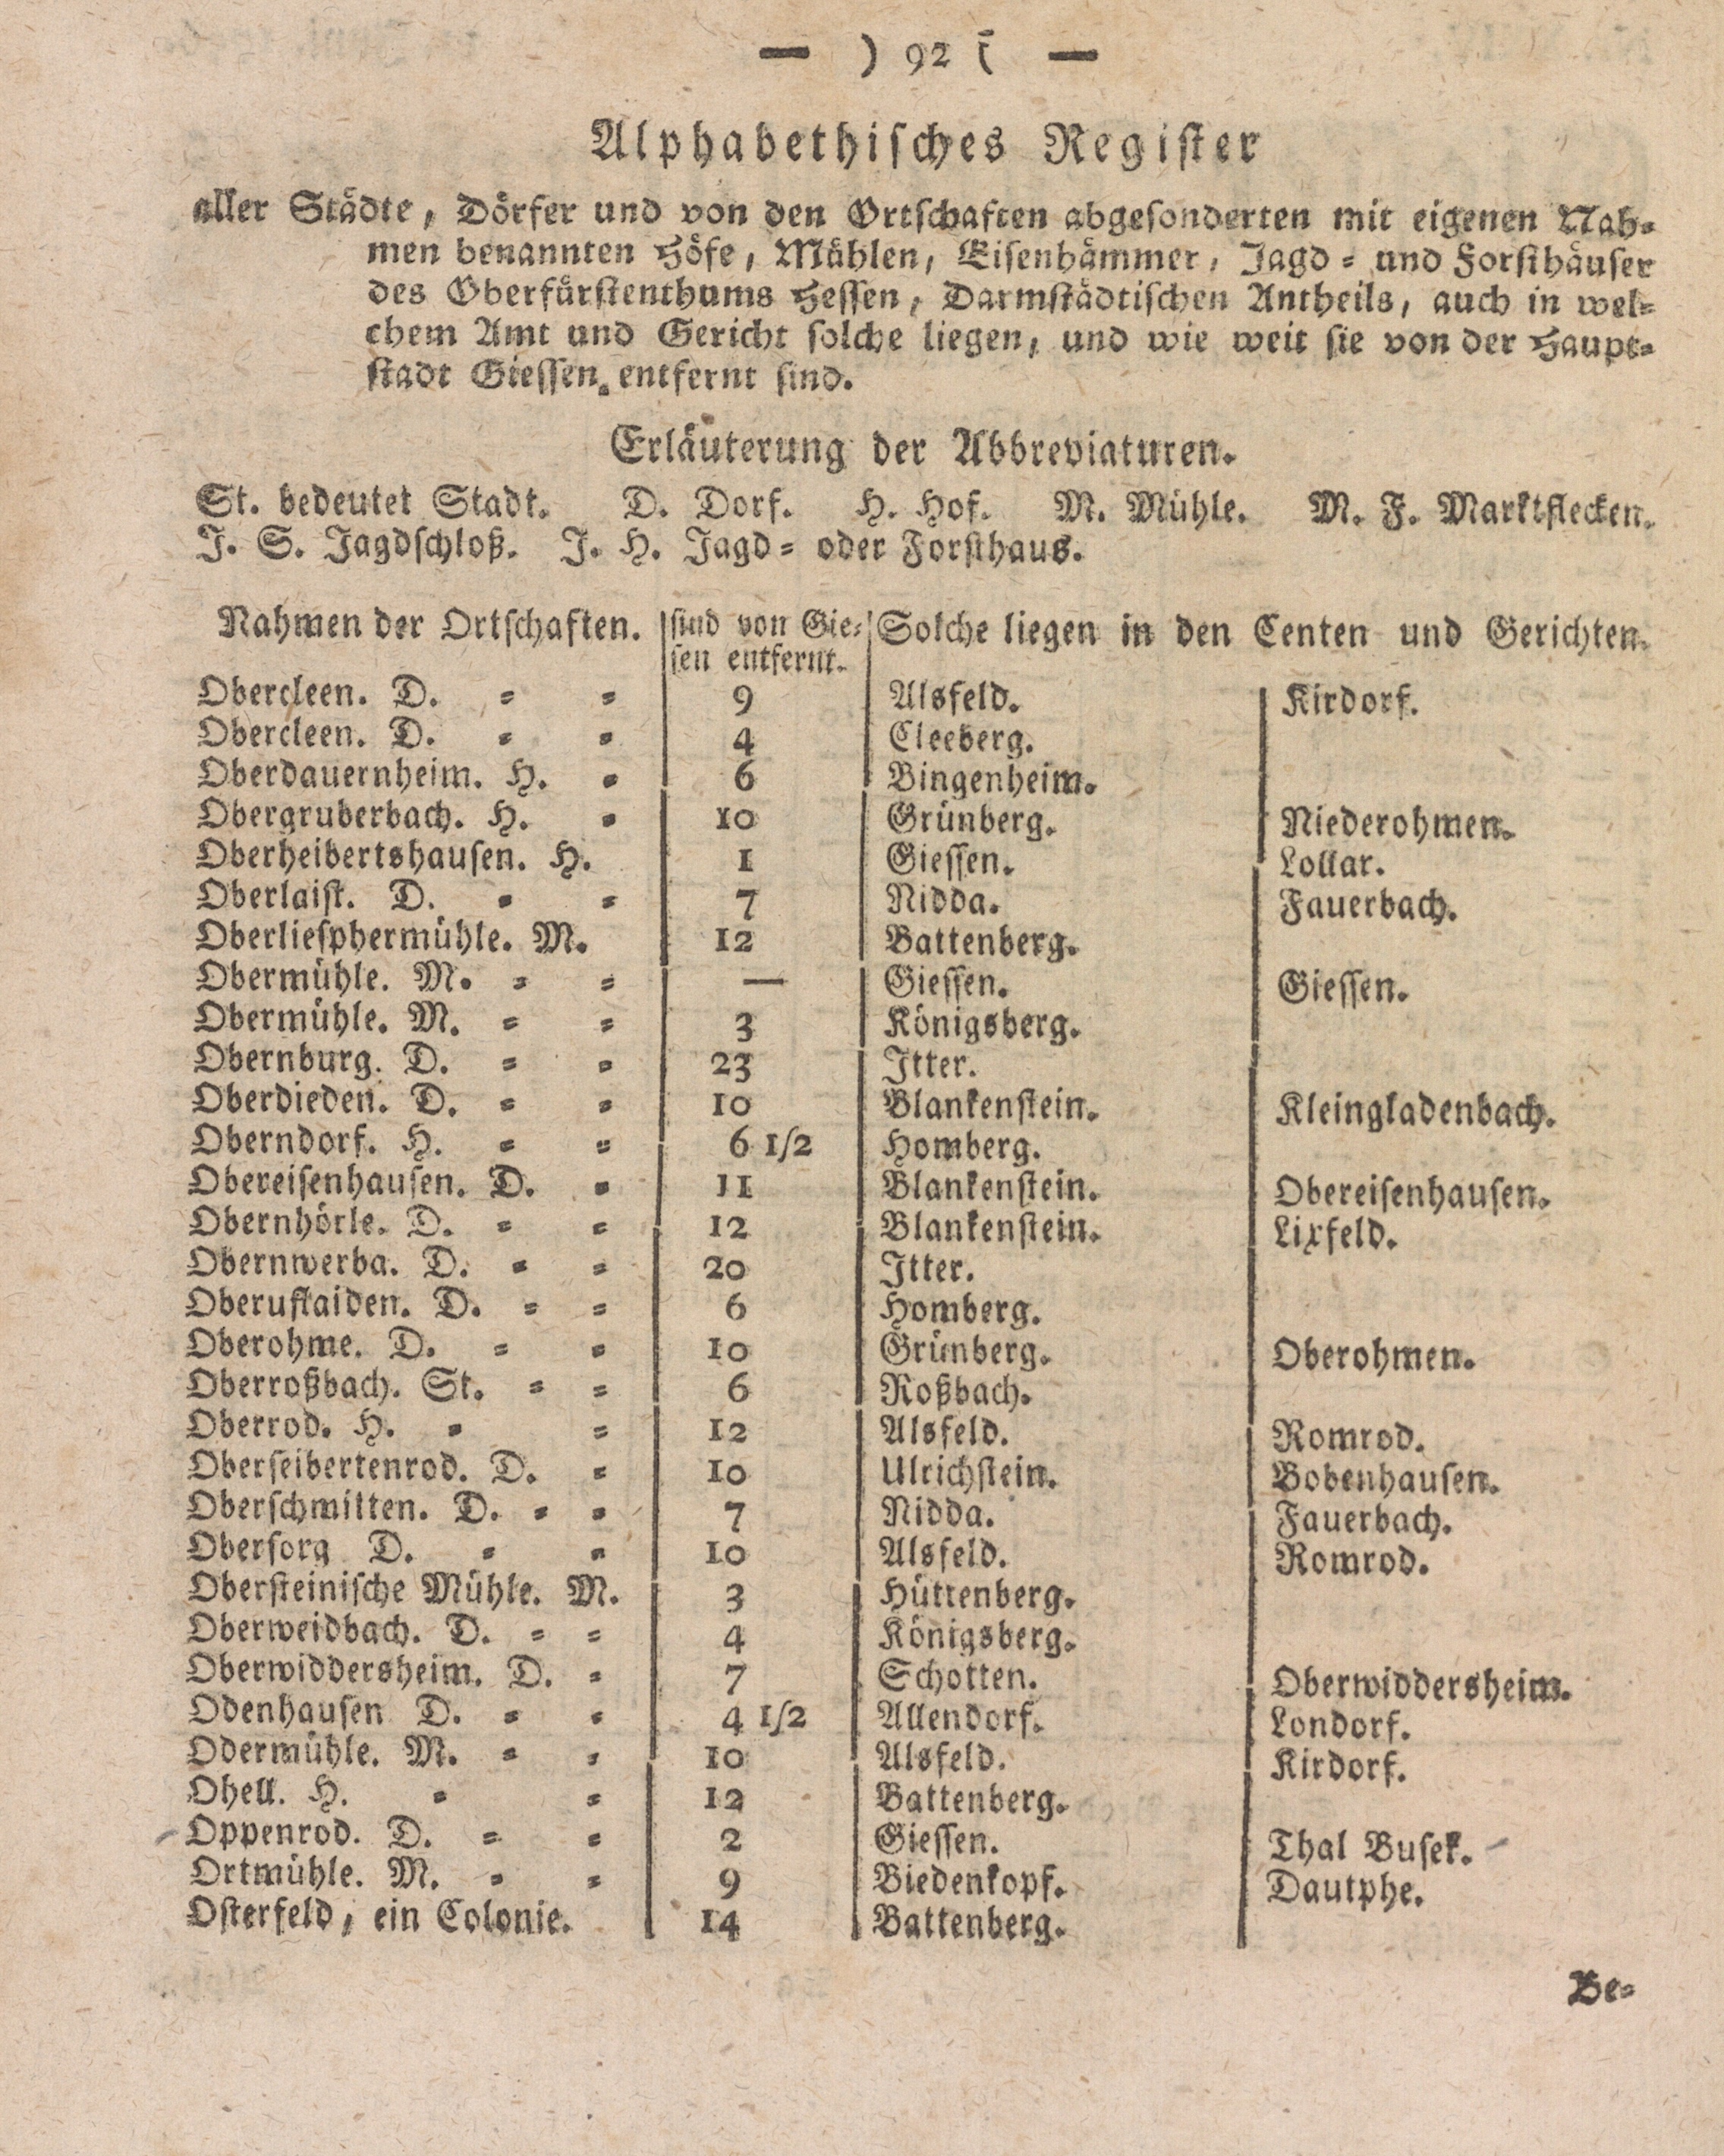 — ) 92 ( —
Alphabethisches Register
aller Städte, Dörfer und von den Ortschaften abgesonderten mit eigenen Nah=
men benannten Höfe, Mühlen, Eisenhämmer, Jagd= und Forsthäuser
des Oberfürstenthums Hessen, Darmstädtischen Antheils, auch in wel=
chem Amt und Gericht solche liegen, und wie weit sie von der Haupt=
stadt Giessen entfernt sind.
Erläuterung der Abbreviaturen.
St. bedeutet Stadt. D. Dorf. H. Hof. M. Mühle. M. F. Marktflecken.
J. S. Jagdschloß. J. H. Jagd= oder Forsthaus.
Nahmen der Ortschaften. | sind von Gie=sen entfernt. | Solche liegen in den Centen und Gerichten.
Obercleen. D. = = 9 Alsfeld. Kirdorf.
Obercleen. D. = = 4 Cleeberg.
Oberdauernheim. H. = 6 Bingenheim.
Obergruberbach. H. = 10 Grünberg. Niederohmen.
Oberheibertshausen. H. 1 Giessen. Lollar.
Oberlaist. D. = = 7 Nidda. Fauerbach.
Oberliesphermühle. M. 12 Battenberg.
Obermühle. M. = = — Giessen. Giessen.
Obermühle. M. = = 3 Königsberg.
Obernburg. D. = = 23 Itter.
Oberdieden. D. = = 10 Blankenstein. Kleingladenbach.
Oberndorf. H. = = 6 1/2 Homberg.
Obereisenhausen. D. = 11 Blankenstein. Obereisenhausen.
Obernhörle. D. = = 12 Blankenstein. Lixfeld.
Obernwerba. D. = = 20 Itter.
Oberuflaiden. D. = = 6 Homberg.
Oberohme. D. = = 10 Grünberg. Oberohmen.
Oberroßbach. St. = = 6 Roßbach.
Oberrod. H. = = 12 Alsfeld. Romrod.
Oberseibertenrod. D. = 10 Ulrichstein. Bobenhausen.
Oberschmitten. D. = = 7 Nidda. Fauerbach.
Obersorg D. = = 10 Alsfeld. Romrod.
Obersteinische Mühle. M. 3 Hüttenberg.
Oberweidbach. D. = = 4 Königsberg.
Oberwiddersheim. D. = 7 Schotten. Oberwiddersheim.
Odenhausen D. = = 4 1/2 Allendorf. Londorf.
Odermühle. M. = = 10 Alsfeld. Kirdorf.
Ohell. H. = = 12 Battenberg.
Oppenrod. D. = = 2 Giessen. Thal Busek.
Ortmühle. M. = = 9 Biedenkopf. Dautphe.
Osterfeld, ein Colonie. 14 Battenberg.
Be=